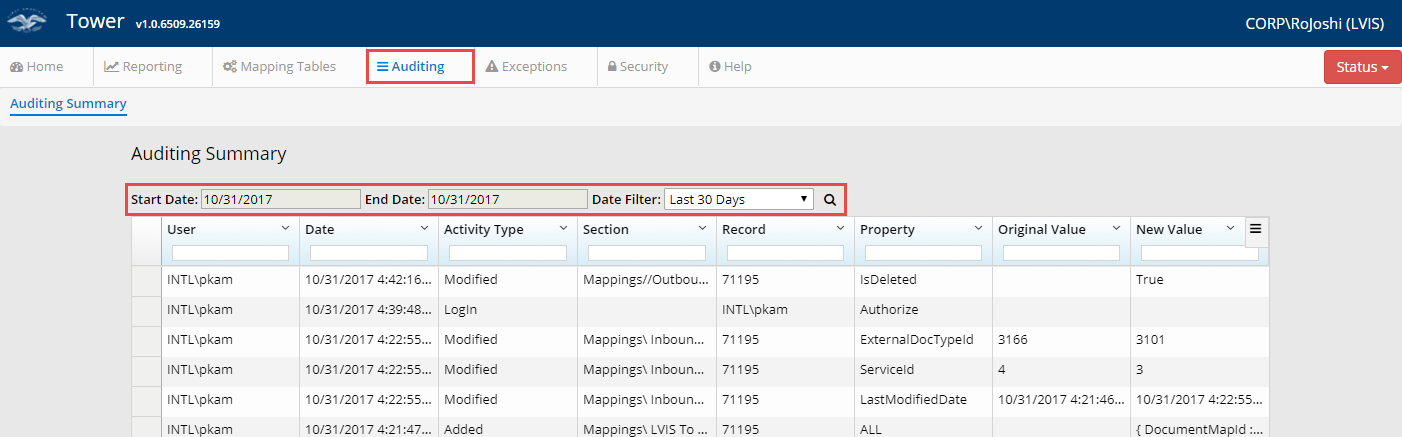 Tower v1.0.6509.26159 CORP\RoJoshi (LVIS)
Home Reporting Mapping Tables Auditing Exceptions Security Help Status
Auditing Summary
Auditing Summary
Start Date: 10/31/2017 End Date: 10/31/2017 Date Filter: Last 30 Days
User Date Activity Type Section Record Property Original Value New Value
INTL\pkam 10/31/2017 4:42:16... Modified Mappings//Outbou... 71195 IsDeleted True
INTL\pkam 10/31/2017 4:39:48... LogIn INTL\pkam Authorize
INTL\pkam 10/31/2017 4:22:55... Modified Mappings\ Inboun... 71195 ExternalDocTypeId 3166 3101
INTL\pkam 10/31/2017 4:22:55... Modified Mappings\ Inboun... 71195 ServiceId 4 3
INTL\pkam 10/31/2017 4:22:55... Modified Mappings\ Inboun... 71195 LastModifiedDate 10/31/2017 4:21:46... 10/31/2017 4:22:55...
INTL\pkam 10/31/2017 4:21:47... Added Mappings\ LVIS To ... 71195 ALL { DocumentMapId :...